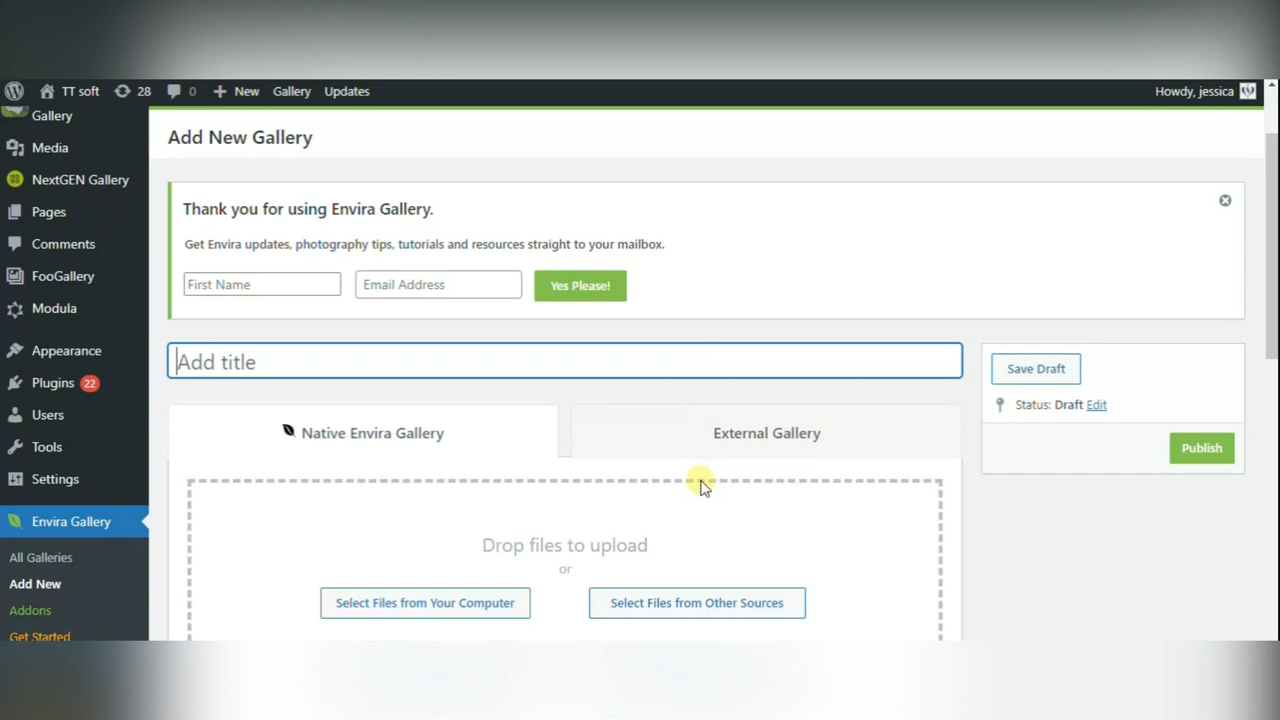 TT soft 28 0 New Gallery Updates Howdy, jessica
Gallery
Media
NextGEN Gallery
Pages
Comments
FooGallery
Modula
Appearance
Plugins 22
Users
Tools
Settings
Envira Gallery
All Galleries
Add New
Addons
Get Started
Add New Gallery
Thank you for using Envira Gallery.
Get Envira updates, photography tips, tutorials and resources straight to your mailbox.
First Name Email Address Yes Please!
Add title
Native Envira Gallery External Gallery
Drop files to upload
or
Select Files from Your Computer Select Files from Other Sources
Save Draft
Status: Draft Edit
Publish